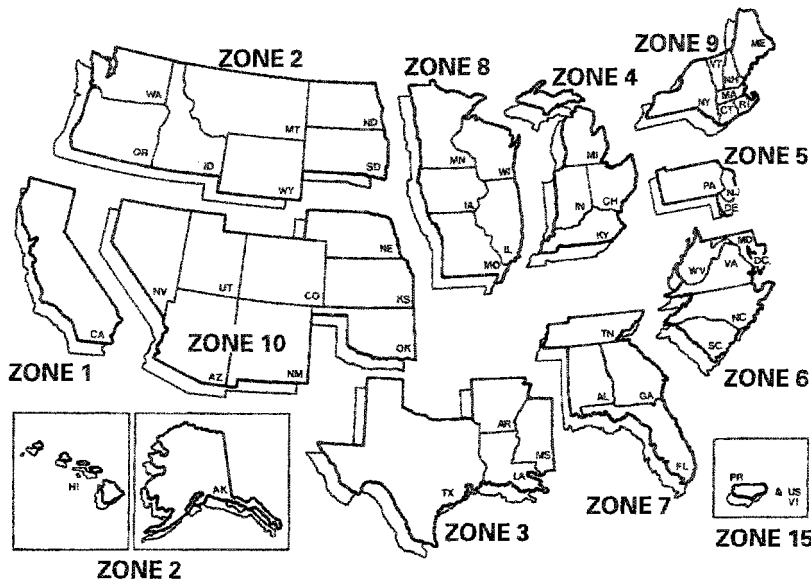 ZONE 2
ZONE 8
ZONE 9
ZONE 4
ME
VT
NH
MA
NY
CT
RI
WA
MT
ND
OR
ID
SD
WY
MN
WI
MI
ZONE 5
PA
NJ
DE
IA
IN
OH
NE
IL
MO
KY
MD
DC
WV
VA
NV
UT
CO
KS
CA
ZONE 10
OK
TN
NC
SC
ZONE 1
AZ
NM
AL
GA
ZONE 6
AR
MS
HI
AK
TX
LA
FL
PR
& US
VI
ZONE 7
ZONE 3
ZONE 15
ZONE 2